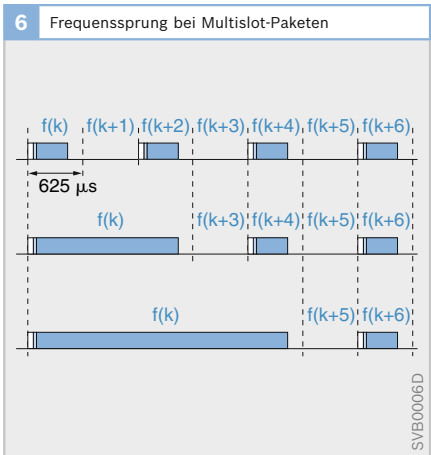 6 Frequenssprung bei Multislot-Paketen
f(k) f(k+1) f(k+2) f(k+3) f(k+4) f(k+5) f(k+6)
625 µs
f(k) f(k+3) f(k+4) f(k+5) f(k+6)
f(k) f(k+5) f(k+6)
SVB0006D